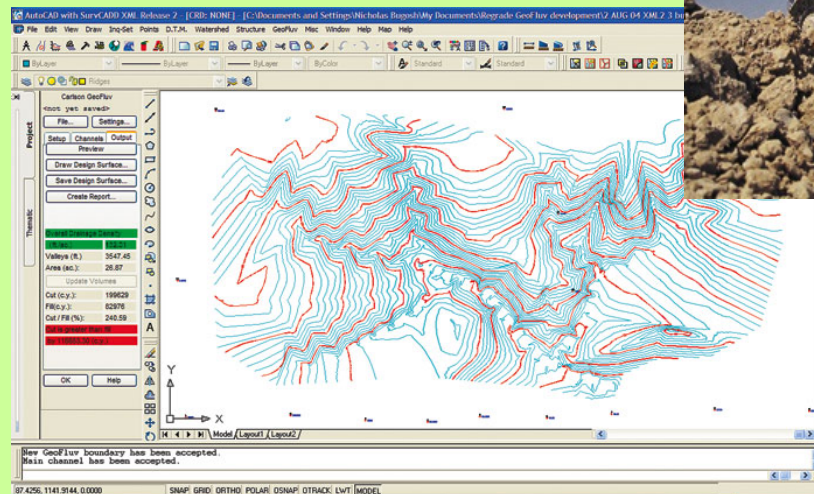 AutoCAD with SurvCADD XML Release 2 - [CRD: NONE] - [C:\Documents and Settings\Nicholas Bugosh\My Documents\Regrade GeoFluv development\2 AUG 04 XML2
File Edit View Draw Inq-Set Points D.T.M. Watershed Structure GeoFluv Misc Window Help Map Help
ByLayer ByLayer ByLayer ByColor Standard Standard
Ridges
Carlson GeoFluv
<not yet saved>
File... Settings...
Setup Channels Output
Preview
Draw Design Surface...
Save Design Surface...
Create Report...
Project
Thematic
Overall Drainage Density
(ft/ac.)
Valleys (ft.) 3547.45
Area (ac.) 26.87
Update Volumes
Cut (c.y.): 199629
Fill(c.y.): 82976
Cut / Fill (%): 240.59
Cut is greater than fill
OK Help
Y
X
Model Layout1 Layout2
New GeoFluv boundary has been accepted.
Main channel has been accepted.
87.4256, 1141.9144, 0.0000 SNAP GRID ORTHO POLAR OSNAP OTRACK LWT MODEL